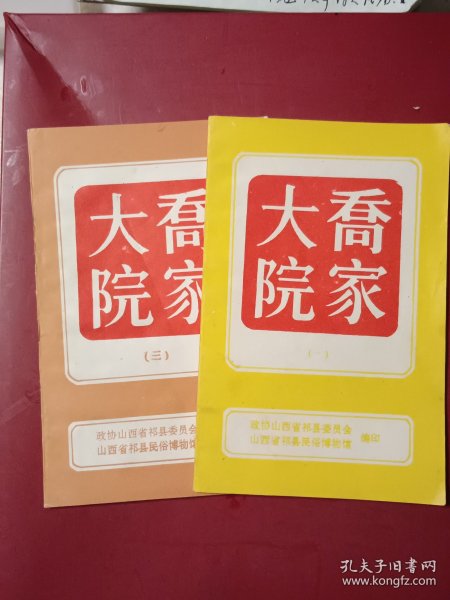 喬家
大院
(三)
政协山西省祁县委员会
山西省祁县民俗博物馆
喬家
大院
(一)
政协山西省祁县委员会
山西省祁县民俗博物馆
编印
孔夫子旧书网
www.kongfz.com